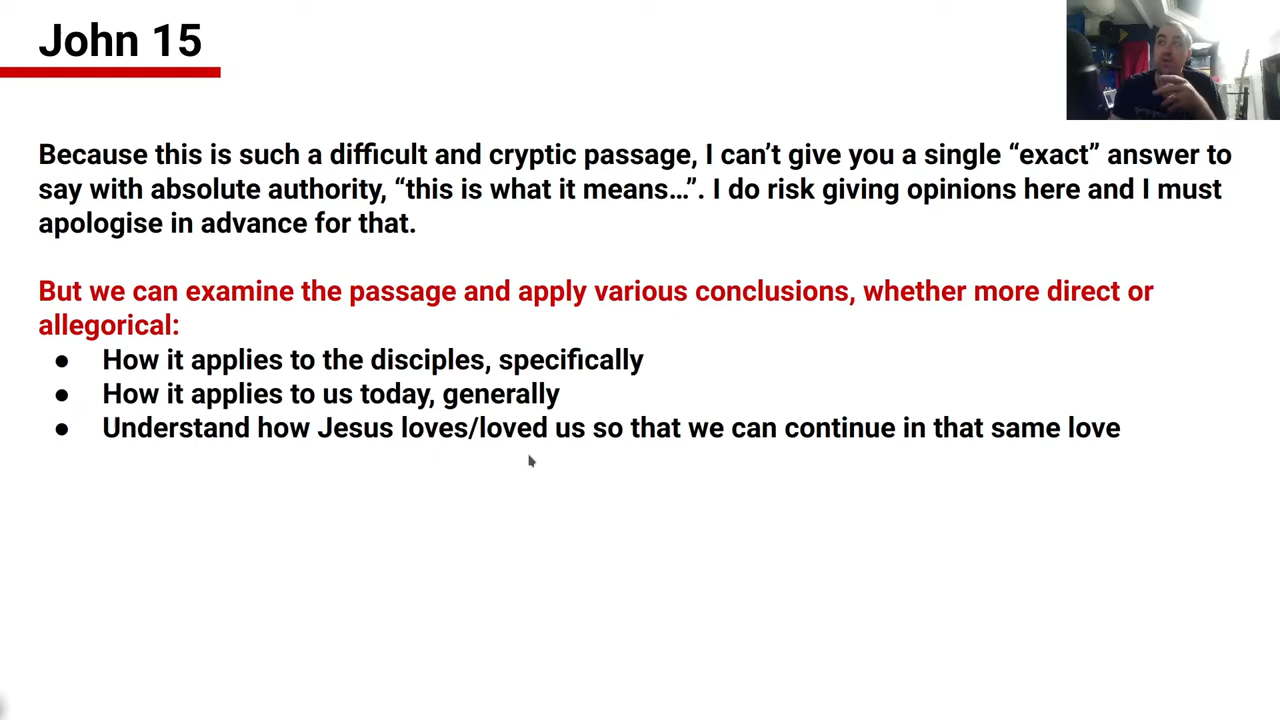 John 15
Because this is such a difficult and cryptic passage, I can’t give you a single “exact” answer to
say with absolute authority, “this is what it means…”. I do risk giving opinions here and I must
apologise in advance for that.
But we can examine the passage and apply various conclusions, whether more direct or
allegorical:
● How it applies to the disciples, specifically
● How it applies to us today, generally
● Understand how Jesus loves/loved us so that we can continue in that same love